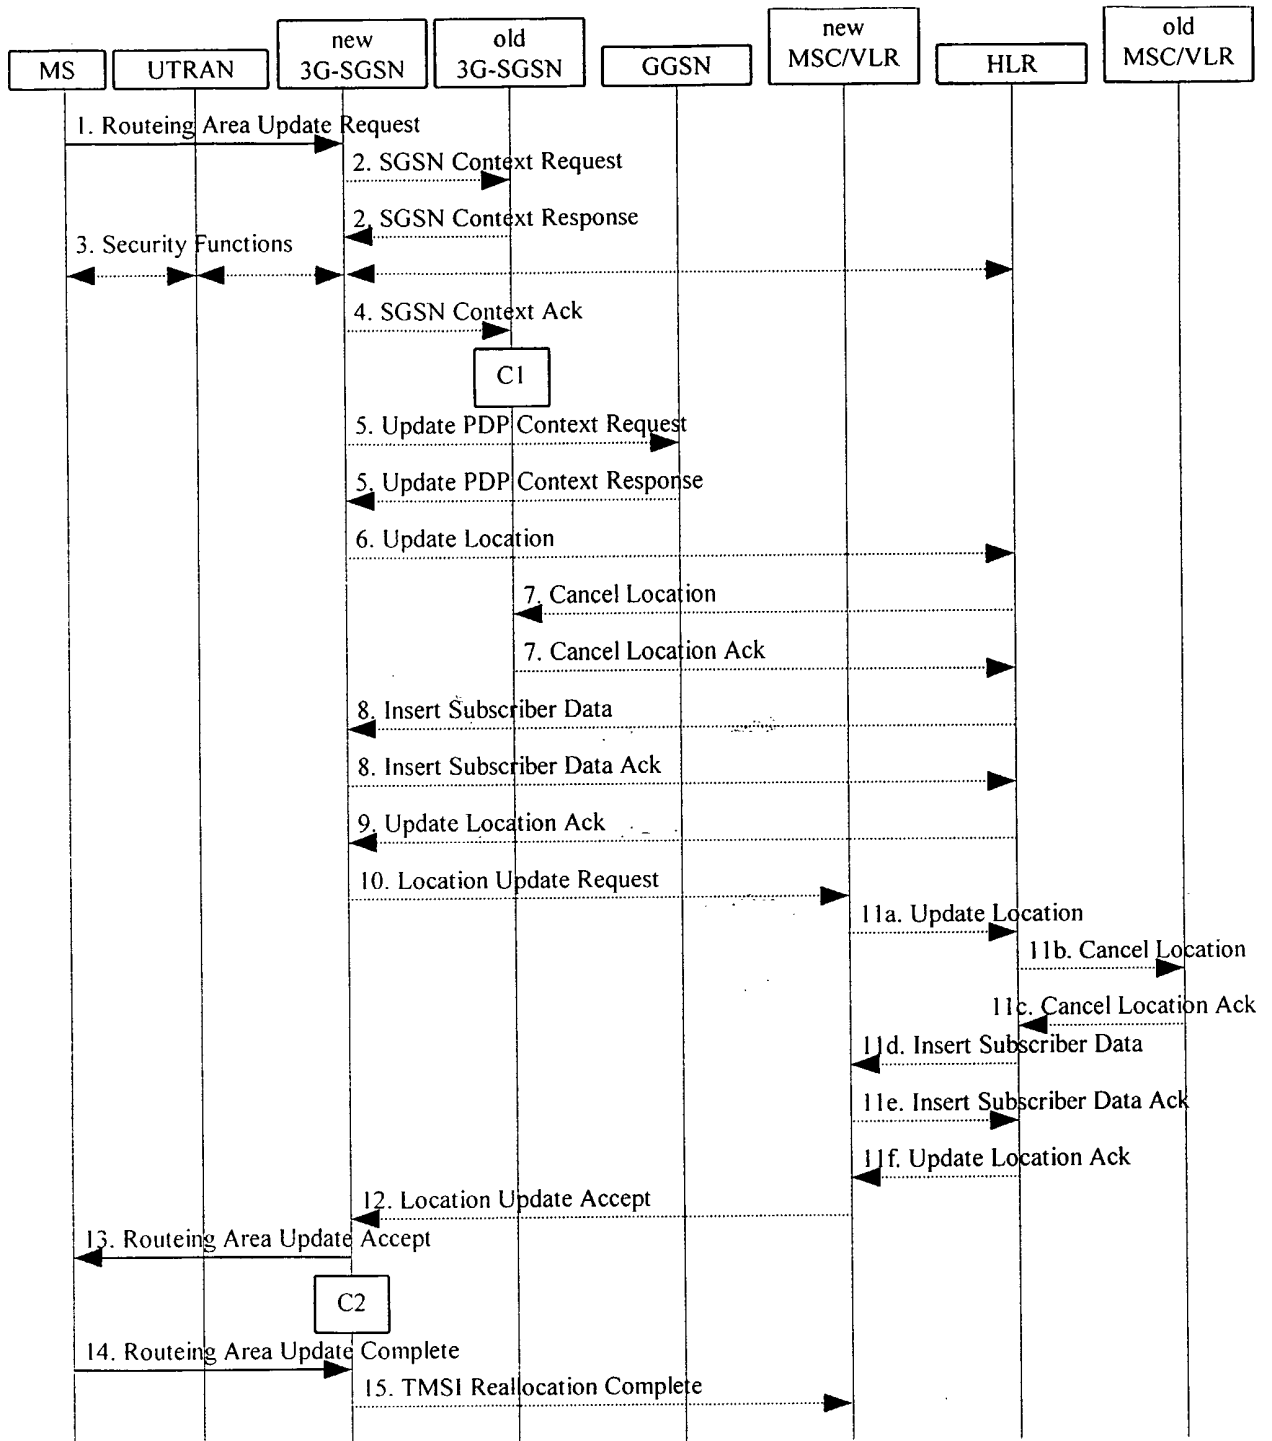 new
old
new
old
MS
UTRAN
3G-SGSN
3G-SGSN
GGSN
MSC/VLR
HLR
MSC/VLR
1. Routeing Area Update Request
2. SGSN Context Request
2. SGSN Context Response
3. Security Functions
4. SGSN Context Ack
C1
5. Update PDP Context Request
5. Update PDP Context Response
6. Update Location
7. Cancel Location
7. Cancel Location Ack
8. Insert Subscriber Data
8. Insert Subscriber Data Ack
9. Update Location Ack
10. Location Update Request
11a. Update Location
11b. Cancel Location
11c. Cancel Location Ack
11d. Insert Subscriber Data
11e. Insert Subscriber Data Ack
11f. Update Location Ack
12. Location Update Accept
13. Routeing Area Update Accept
C2
14. Routeing Area Update Complete
15. TMSI Reallocation Complete